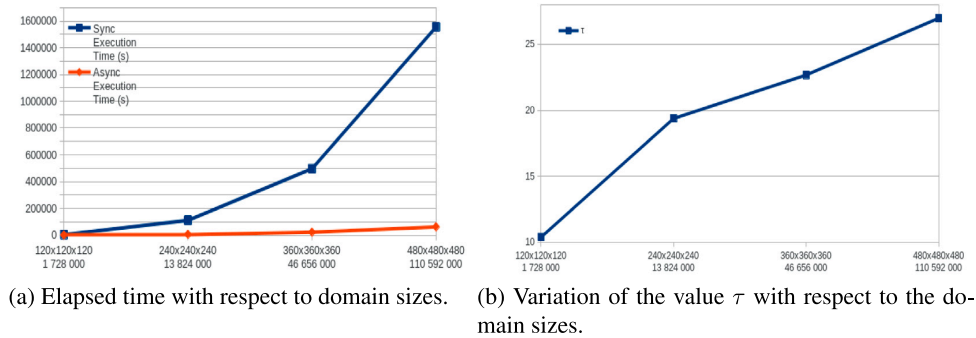 1600000
1400000
1200000
1000000
800000
600000
400000
200000
0
Sync
Execution
Time (s)
Async
Execution
Time (s)
120x120x120
1 728 000
240x240x240
13 824 000
360x360x360
46 656 000
480x480x480
110 592 000
(a) Elapsed time with respect to domain sizes.
25
20
15
10
τ
120x120x120
1 728 000
240x240x240
13 824 000
360x360x360
46 656 000
480x480x480
110 592 000
(b) Variation of the value τ with respect to the do-
main sizes.